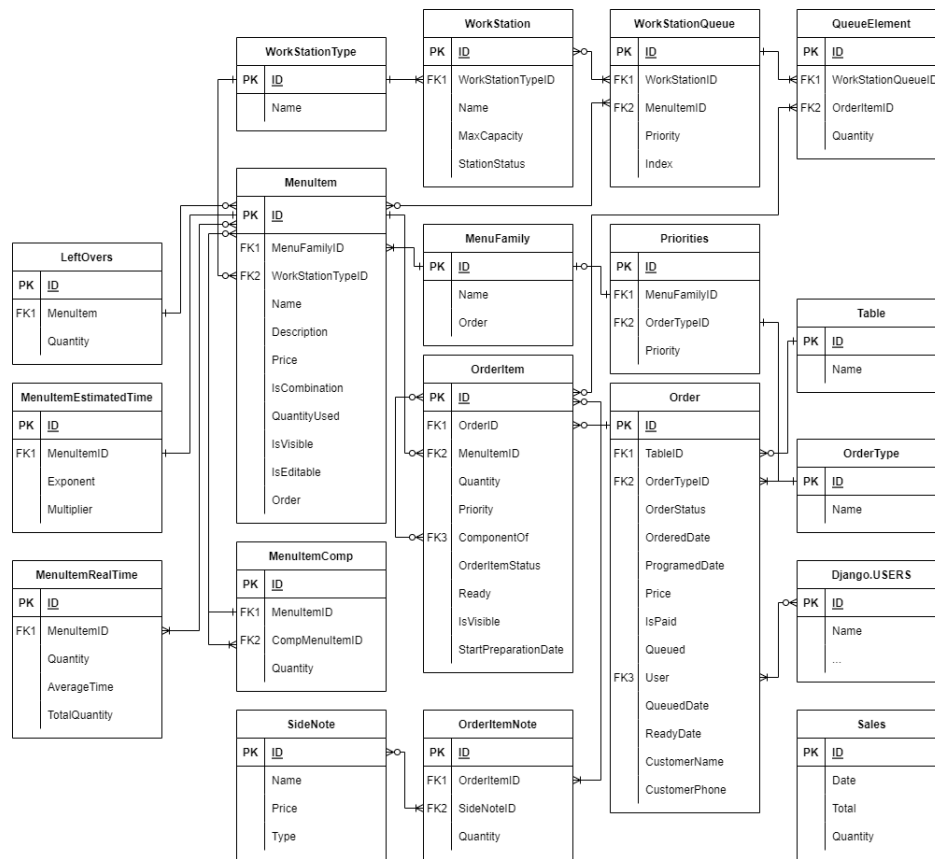 WorkStationType
PK ID
Name
WorkStation
PK ID
FK1 WorkStationTypeID
Name
MaxCapacity
StationStatus
WorkStationQueue
PK ID
FK1 WorkStationID
FK2 MenuItemID
Priority
Index
QueueElement
PK ID
FK1 WorkStationQueueID
FK2 OrderItemID
Quantity
LeftOvers
PK ID
FK1 MenuItem
Quantity
MenuItem
PK ID
FK1 MenuFamilyID
FK2 WorkStationTypeID
Name
Description
Price
IsCombination
QuantityUsed
IsVisible
IsEditable
Order
MenuFamily
PK ID
Name
Order
Priorities
PK ID
FK1 MenuFamilyID
FK2 OrderTypeID
Priority
Table
PK ID
Name
MenuItemEstimatedTime
PK ID
FK1 MenuItemID
Exponent
Multiplier
OrderItem
PK ID
FK1 OrderID
FK2 MenuItemID
Quantity
Priority
FK3 ComponentOf
OrderItemStatus
Ready
IsVisible
StartPreparationDate
Order
PK ID
FK1 TableID
FK2 OrderTypeID
OrderStatus
OrderedDate
ProgramedDate
Price
IsPaid
Queued
FK3 User
QueuedDate
ReadyDate
CustomerName
CustomerPhone
OrderType
PK ID
Name
MenuItemRealTime
PK ID
FK1 MenuItemID
Quantity
AverageTime
TotalQuantity
MenuItemComp
PK ID
FK1 MenuItemID
FK2 CompMenuItemID
Quantity
Django.USERS
PK ID
Name
...
SideNote
PK ID
Name
Price
Type
OrderItemNote
PK ID
FK1 OrderItemID
FK2 SideNoteID
Quantity
Sales
PK ID
Date
Total
Quantity